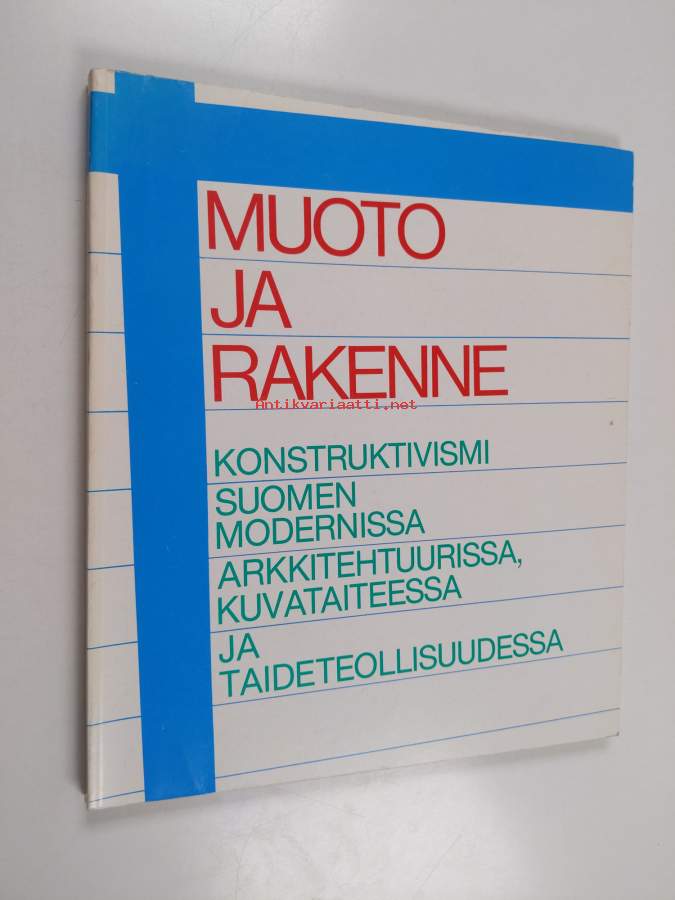 MUOTO
JA
RAKENNE
Antikvariaatti.net
KONSTRUKTIVISMI
SUOMEN
MODERNISSA
ARKKITEHTUURISSA,
KUVATAITEESSA
JA
TAIDETEOLLISUUDESSA